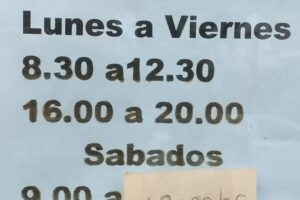 Lunes a Viernes
8.30 a12.30
16.00 a 20.00
Sabados
9.00 a